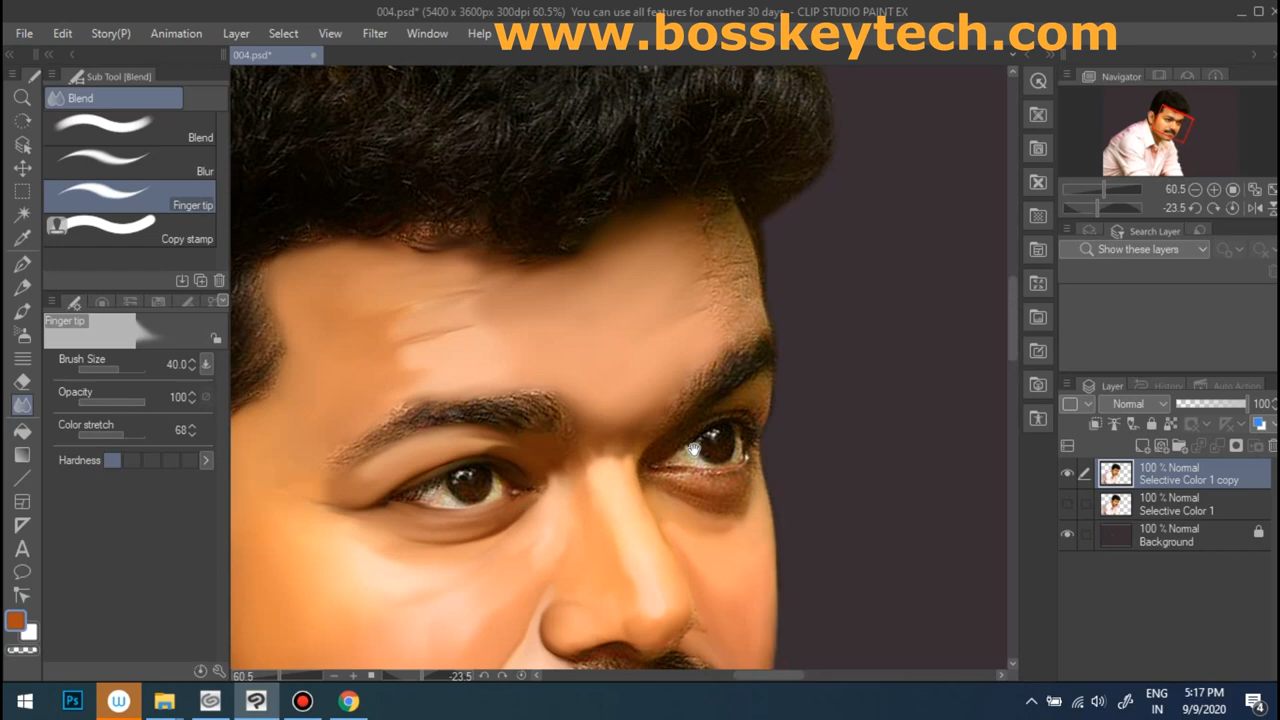 004.psd* (5400 x 3600px 300dpi 60.5%) You can use all features for another 30 days. - CLIP STUDIO PAINT EX
www.bosskeytech.com
File Edit Story(P) Animation Layer Select View Filter Window Help
004.psd*
Sub Tool [Blend]
Blend
Blend
Blur
Finger tip
Copy stamp
Finger tip
Brush Size 40.0
Opacity 100
Color stretch 68
Hardness
60.5 -23.5
Navigator
60.5
-23.5
Search Layer
Show these layers
Layer History Auto Action
Normal 100
100 % Normal
Selective Color 1 copy
100 % Normal
Selective Color 1
100 % Normal
Background
Ps
ENG
IN
5:17 PM
9/9/2020
4